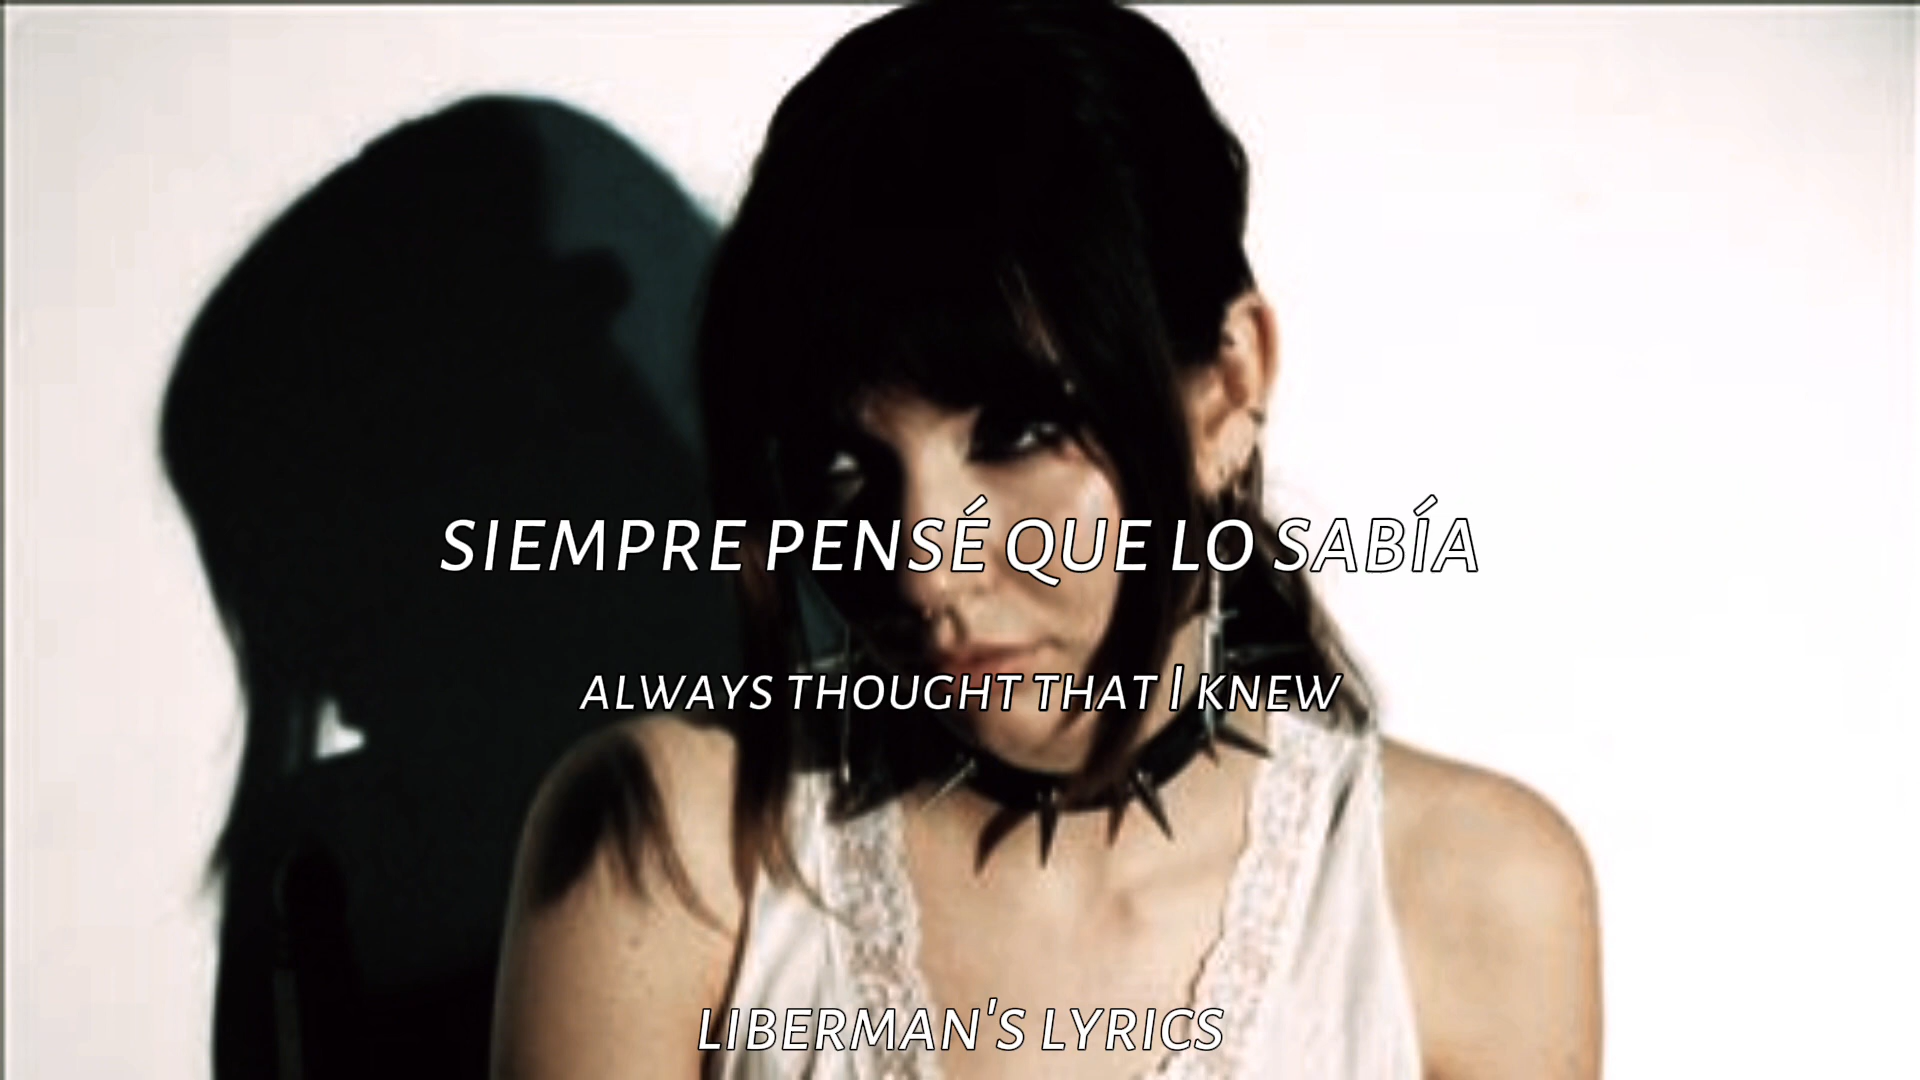 SIEMPRE PENSÉ QUE LO SABÍA
ALWAYS THOUGHT THAT I KNEW
LIBERMAN'S LYRICS